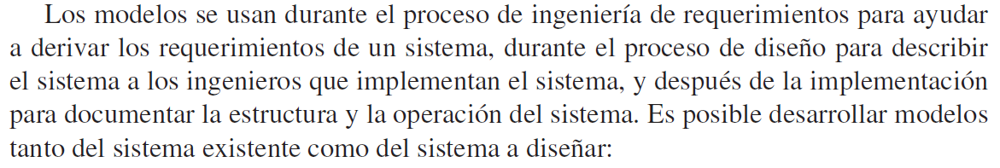 Los modelos se usan durante el proceso de ingeniería de requerimientos para ayudar
a derivar los requerimientos de un sistema, durante el proceso de diseño para describir
el sistema a los ingenieros que implementan el sistema, y después de la implementación
para documentar la estructura y la operación del sistema. Es posible desarrollar modelos
tanto del sistema existente como del sistema a diseñar: